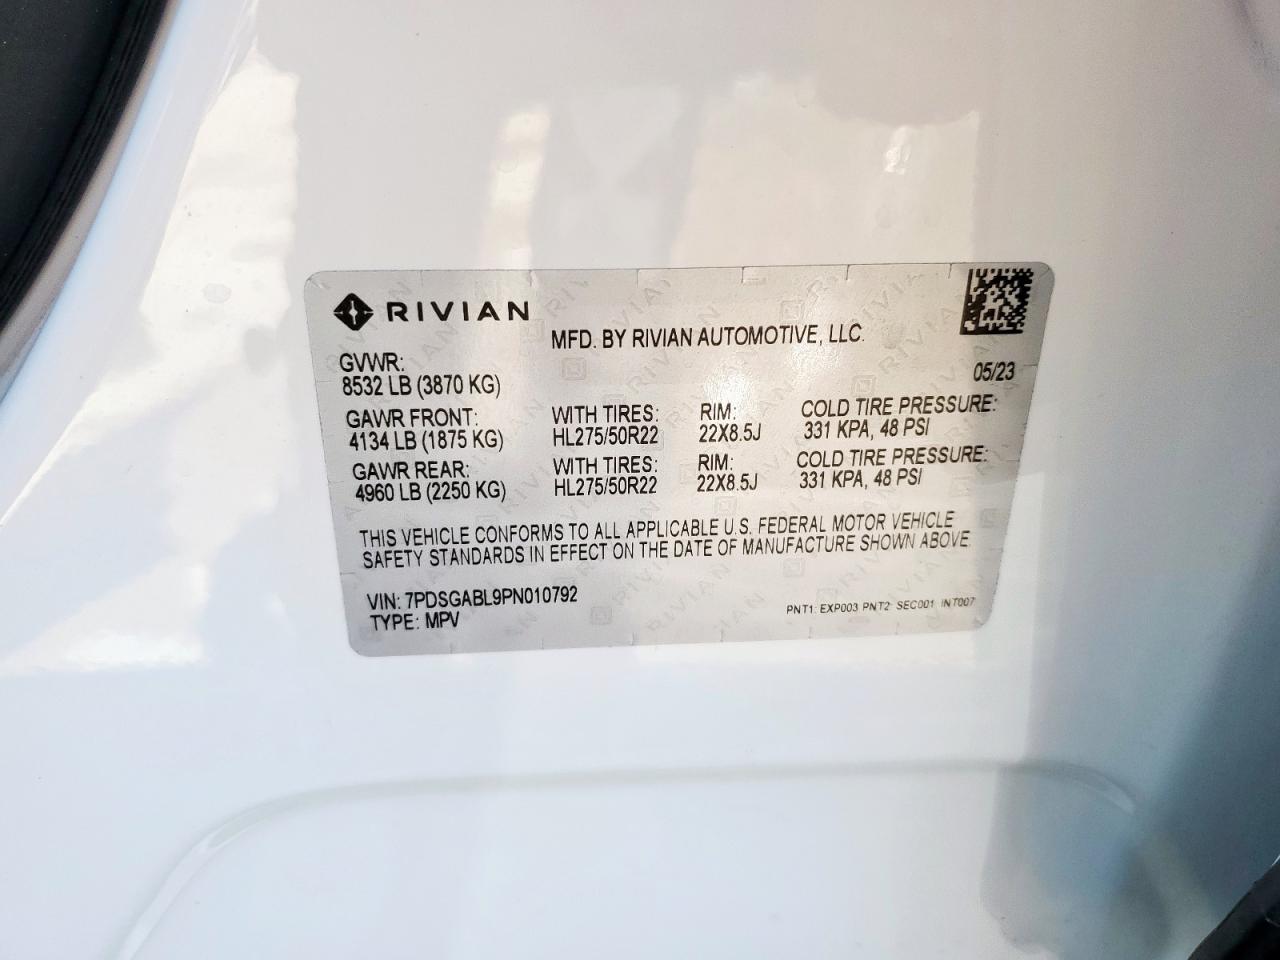 RIVIAN
MFD. BY RIVIAN AUTOMOTIVE, LLC.
05/23
GVWR:
8532 LB (3870 KG)
GAWR FRONT: WITH TIRES: RIM: COLD TIRE PRESSURE:
4134 LB (1875 KG) HL275/50R22 22X8.5J 331 KPA, 48 PSI
GAWR REAR: WITH TIRES: RIM: COLD TIRE PRESSURE:
4960 LB (2250 KG) HL275/50R22 22X8.5J 331 KPA, 48 PSI
THIS VEHICLE CONFORMS TO ALL APPLICABLE U.S. FEDERAL MOTOR VEHICLE
SAFETY STANDARDS IN EFFECT ON THE DATE OF MANUFACTURE SHOWN ABOVE.
VIN: 7PDSGABL9PN010792
TYPE: MPV
PNT1: EXP003 PNT2: SEC001 INT007